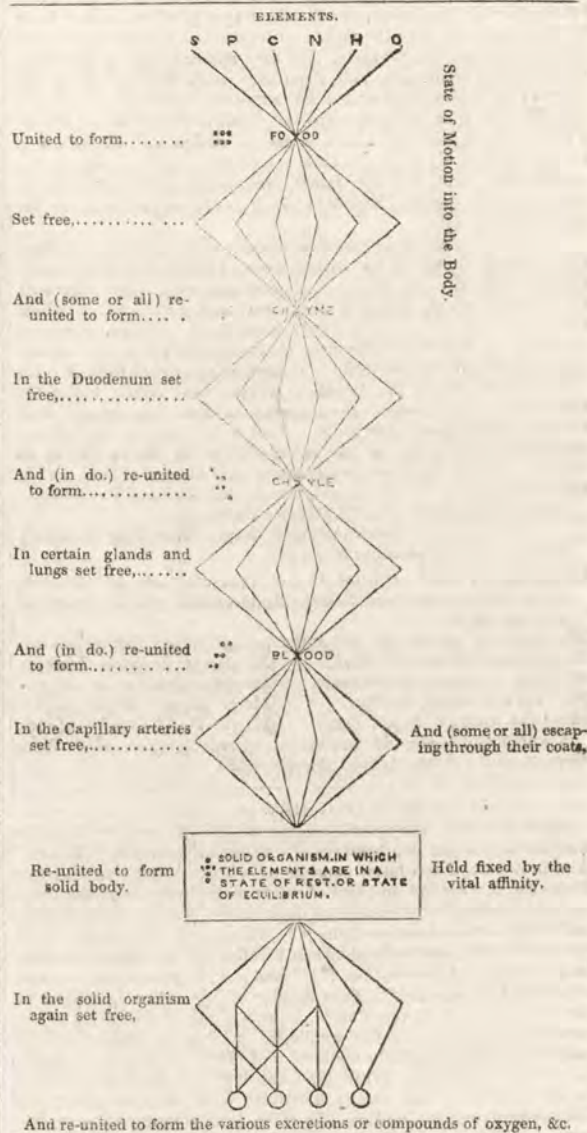 ELEMENTS.
S P C N H O
State of Motion into the Body.
United to form........ FOOD
Set free,........... ...
And (some or all) re-
united to form.... . CHYME
In the Duodenum set
free,...............
And (in do.) re-united
to form.............. CHYLE
In certain glands and
lungs set free,.......
And (in do.) re-united
to form......... ... BLOOD
In the Capillary arteries
set free,.............
And (some or all) escap-
ing through their coats,
Re-united to form
solid body.
SOLID ORGANISM.IN WHICH
THE ELEMENTS ARE IN A
STATE OF REST.OR STATE
OF EQUILIBRIUM.
Held fixed by the
vital affinity.
In the solid organism
again set free,
And re-united to form the various excretions or compounds of oxygen, &c.